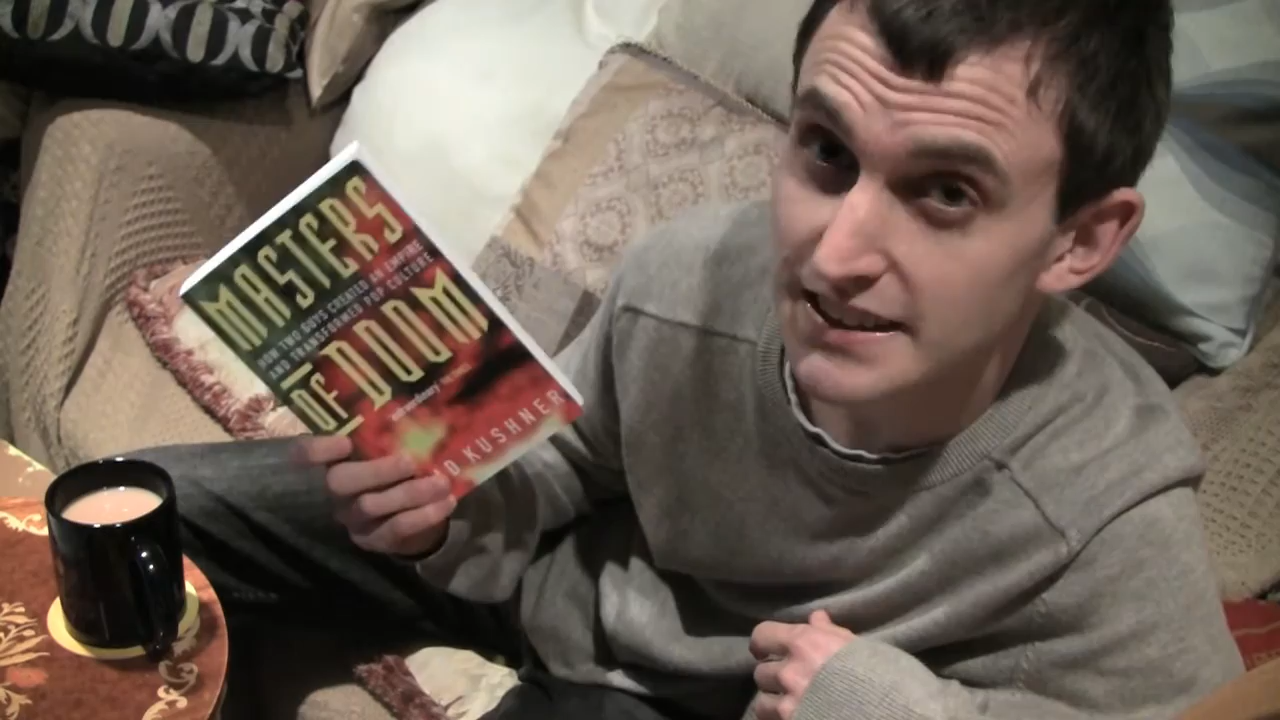 MASTERS
HOW TWO GUYS CREATED AN EMPIRE
AND TRANSFORMED POP CULTURE
OF DOOM
KUSHNER